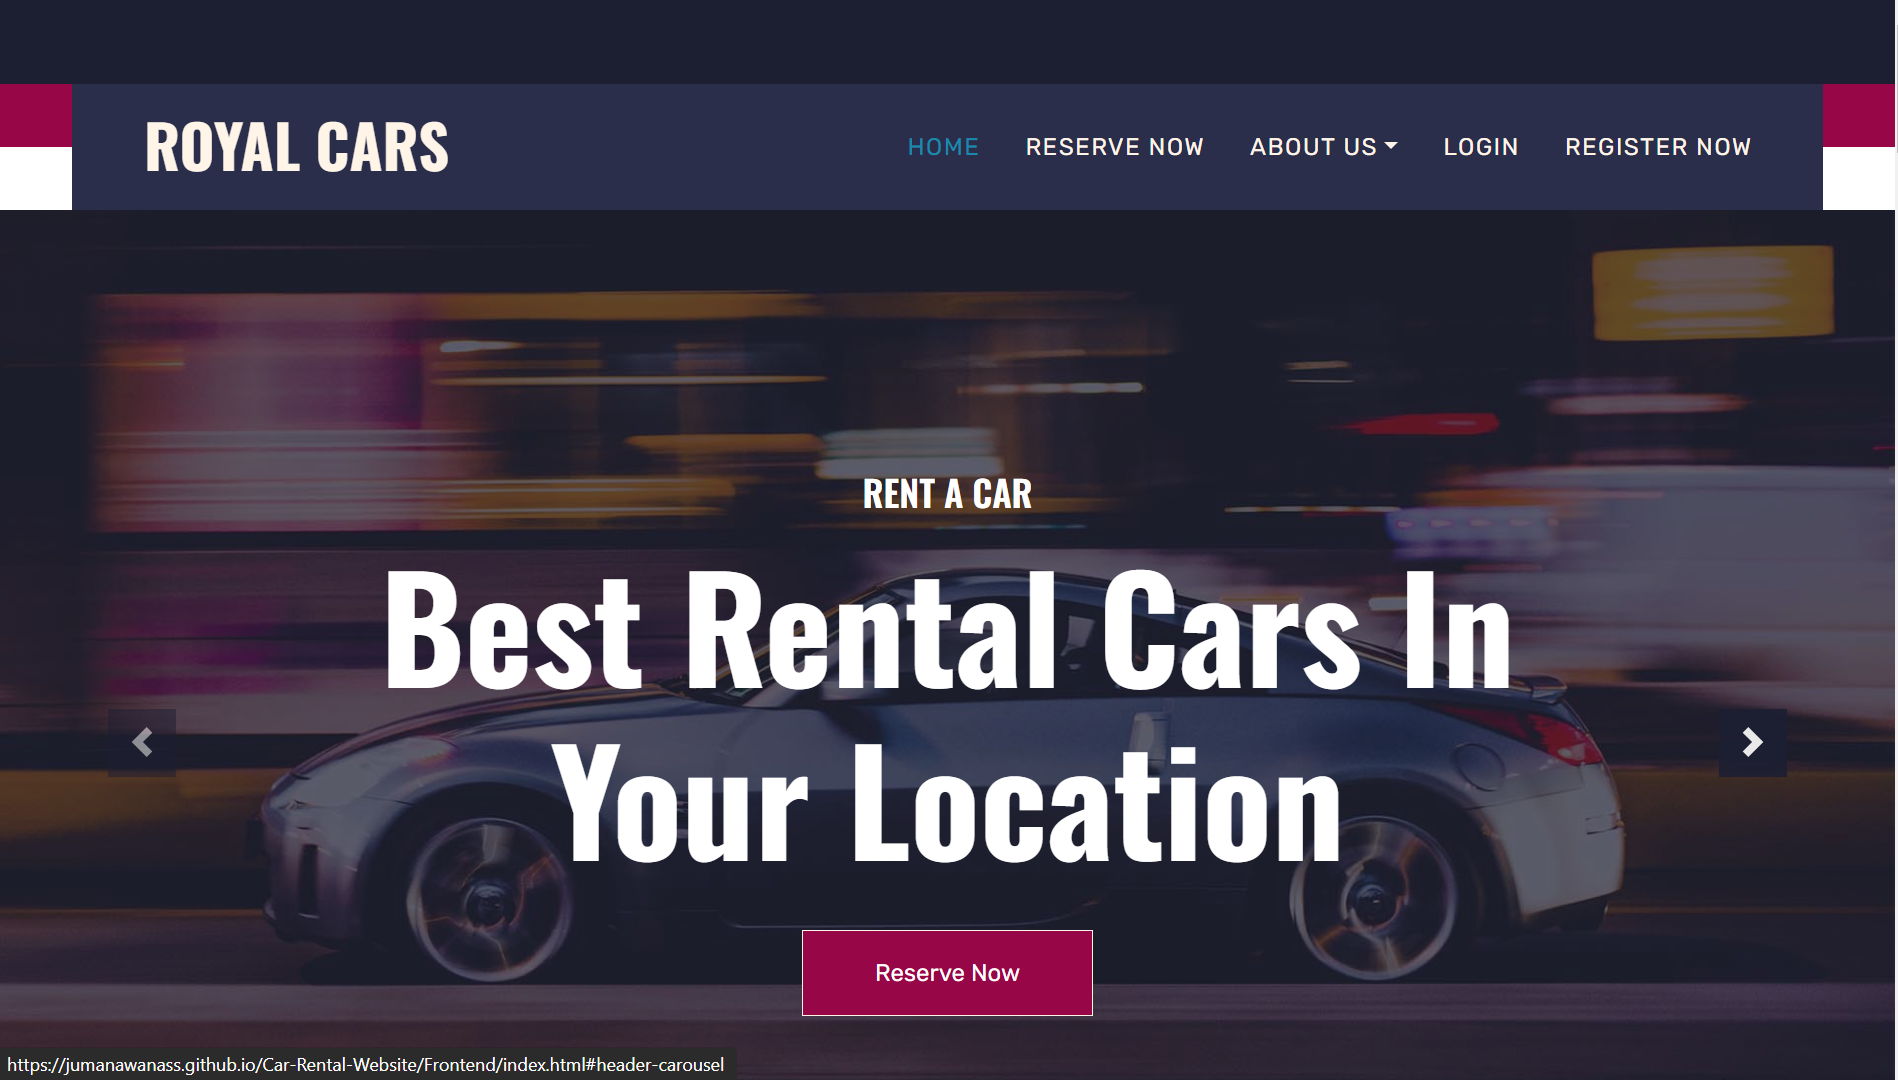 ROYAL CARS
HOME RESERVE NOW ABOUT US LOGIN REGISTER NOW
RENT A CAR
Best Rental Cars In
Your Location
Reserve Now
https://jumanawanass.github.io/Car-Rental-Website/Frontend/index.html#header-carousel